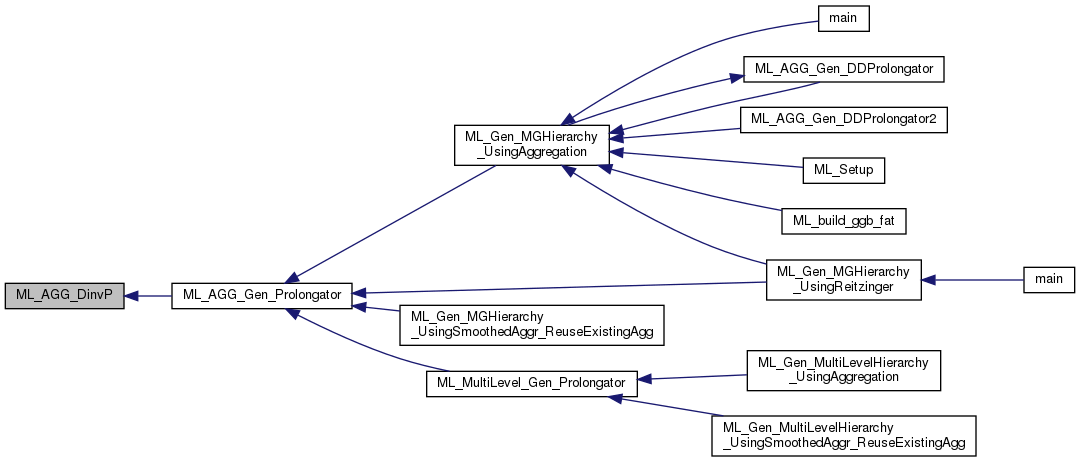 main
ML_AGG_Gen_DDProlongator
ML_AGG_Gen_DDProlongator2
ML_Gen_MGHierarchy
_UsingAggregation
ML_Setup
ML_build_ggb_fat
ML_Gen_MGHierarchy
_UsingReitzinger
main
ML_AGG_DinvP
ML_AGG_Gen_Prolongator
ML_Gen_MGHierarchy
_UsingSmoothedAggr_ReuseExistingAgg
ML_Gen_MultiLevelHierarchy
_UsingAggregation
ML_MultiLevel_Gen_Prolongator
ML_Gen_MultiLevelHierarchy
_UsingSmoothedAggr_ReuseExistingAgg